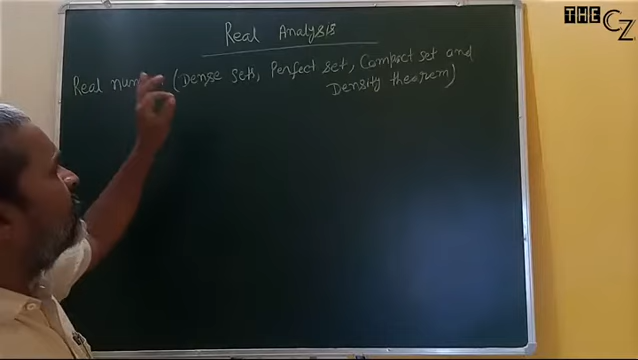 THE CZ
Real Analysis
Real (Dense sets, Perfect set, Compact set and
Density theorem)